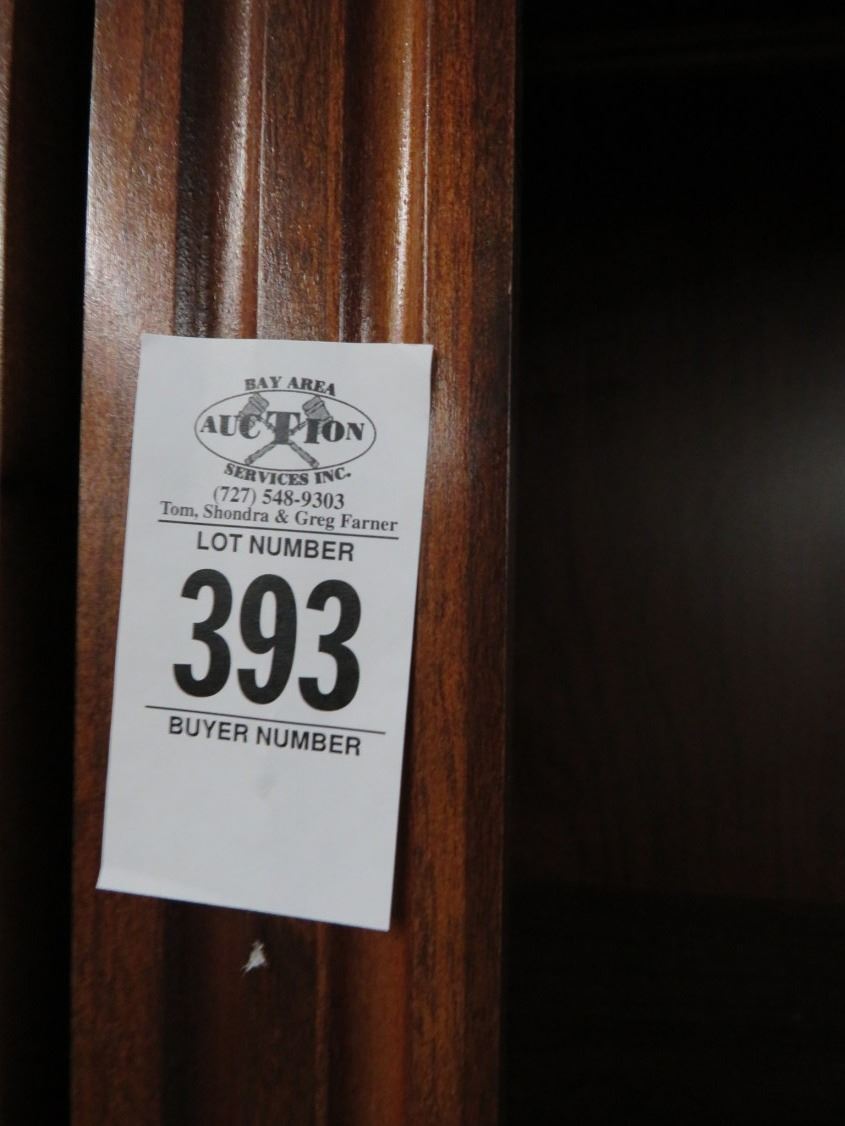 BAY AREA
AUCTION
SERVICES INC.
(727) 548-9303
Tom, Shondra & Greg Farner
LOT NUMBER
393
BUYER NUMBER